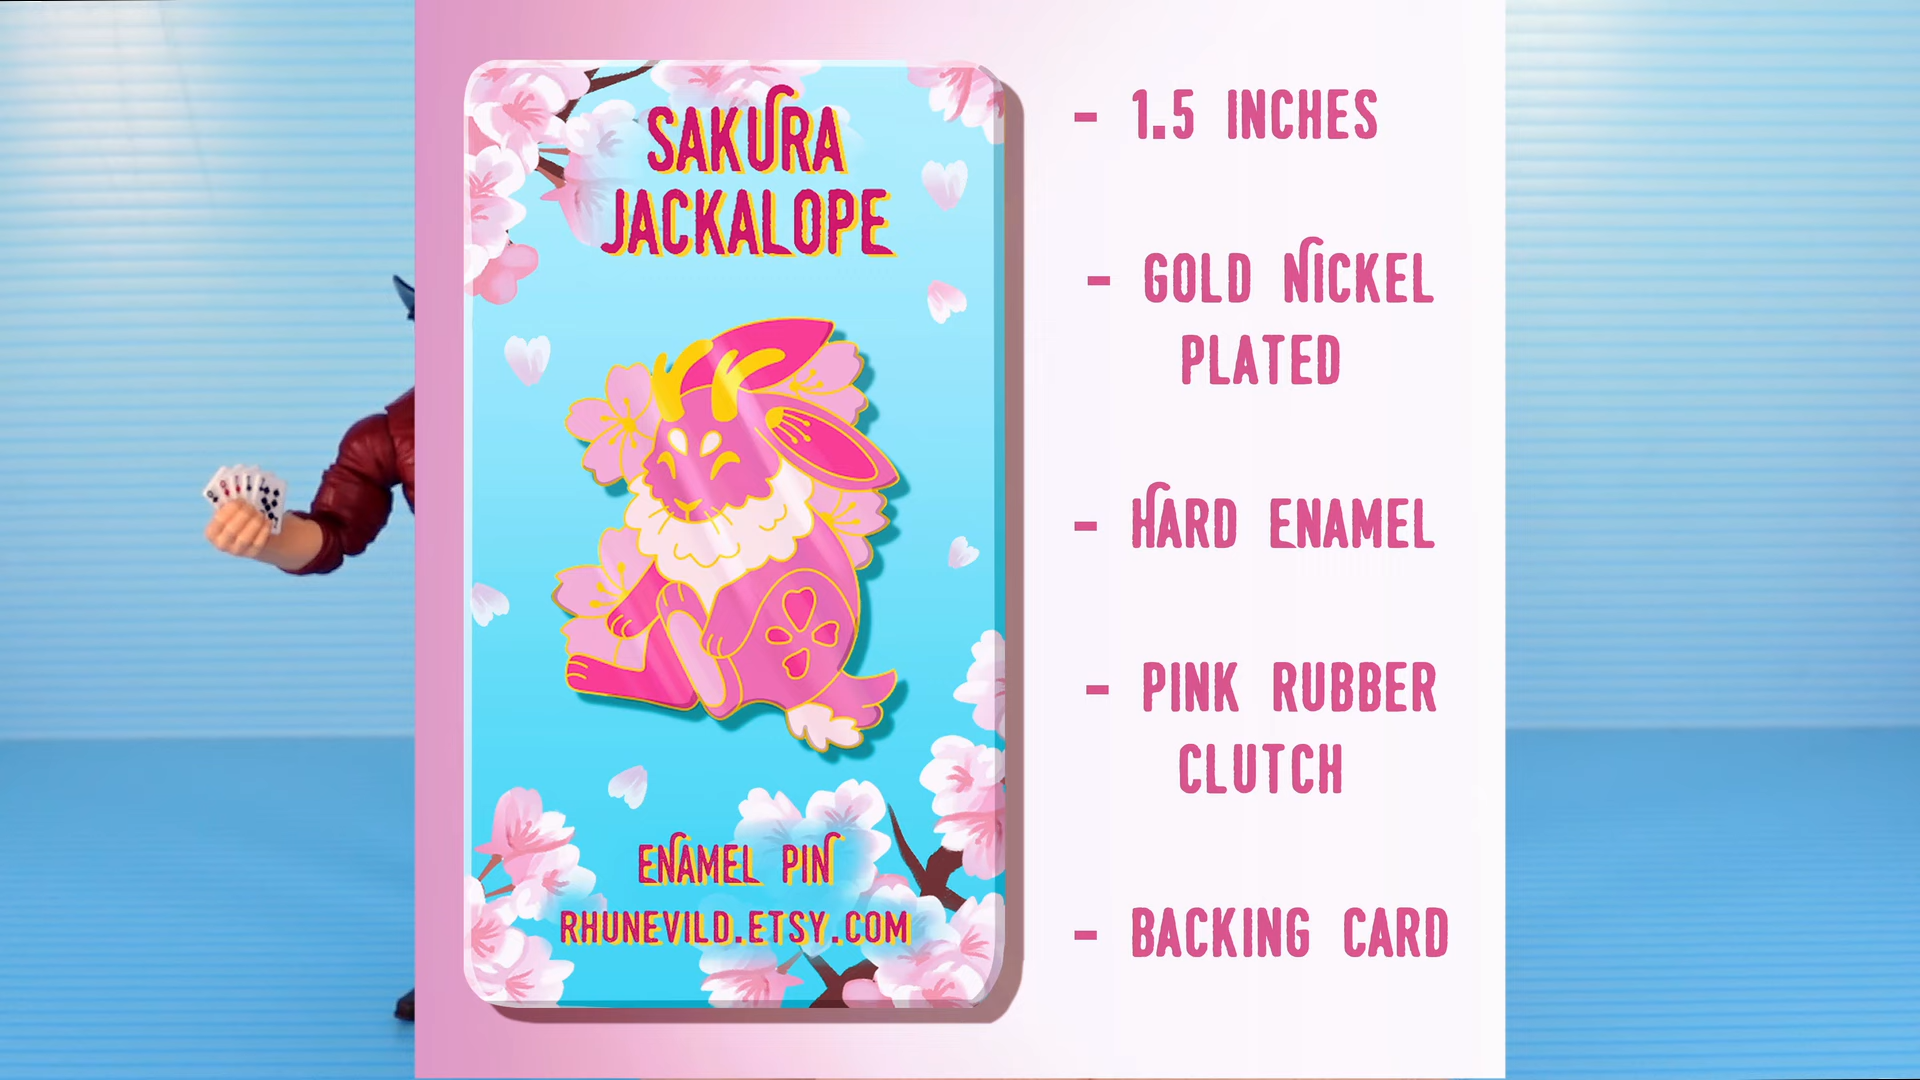 SAKURA
JACKALOPE
ENAMEL PIN
RHUNEVILD.ETSY.COM
- 1.5 INCHES
- GOLD NICKEL
PLATED
- HARD ENAMEL
- PINK RUBBER
CLUTCH
- BACKING CARD